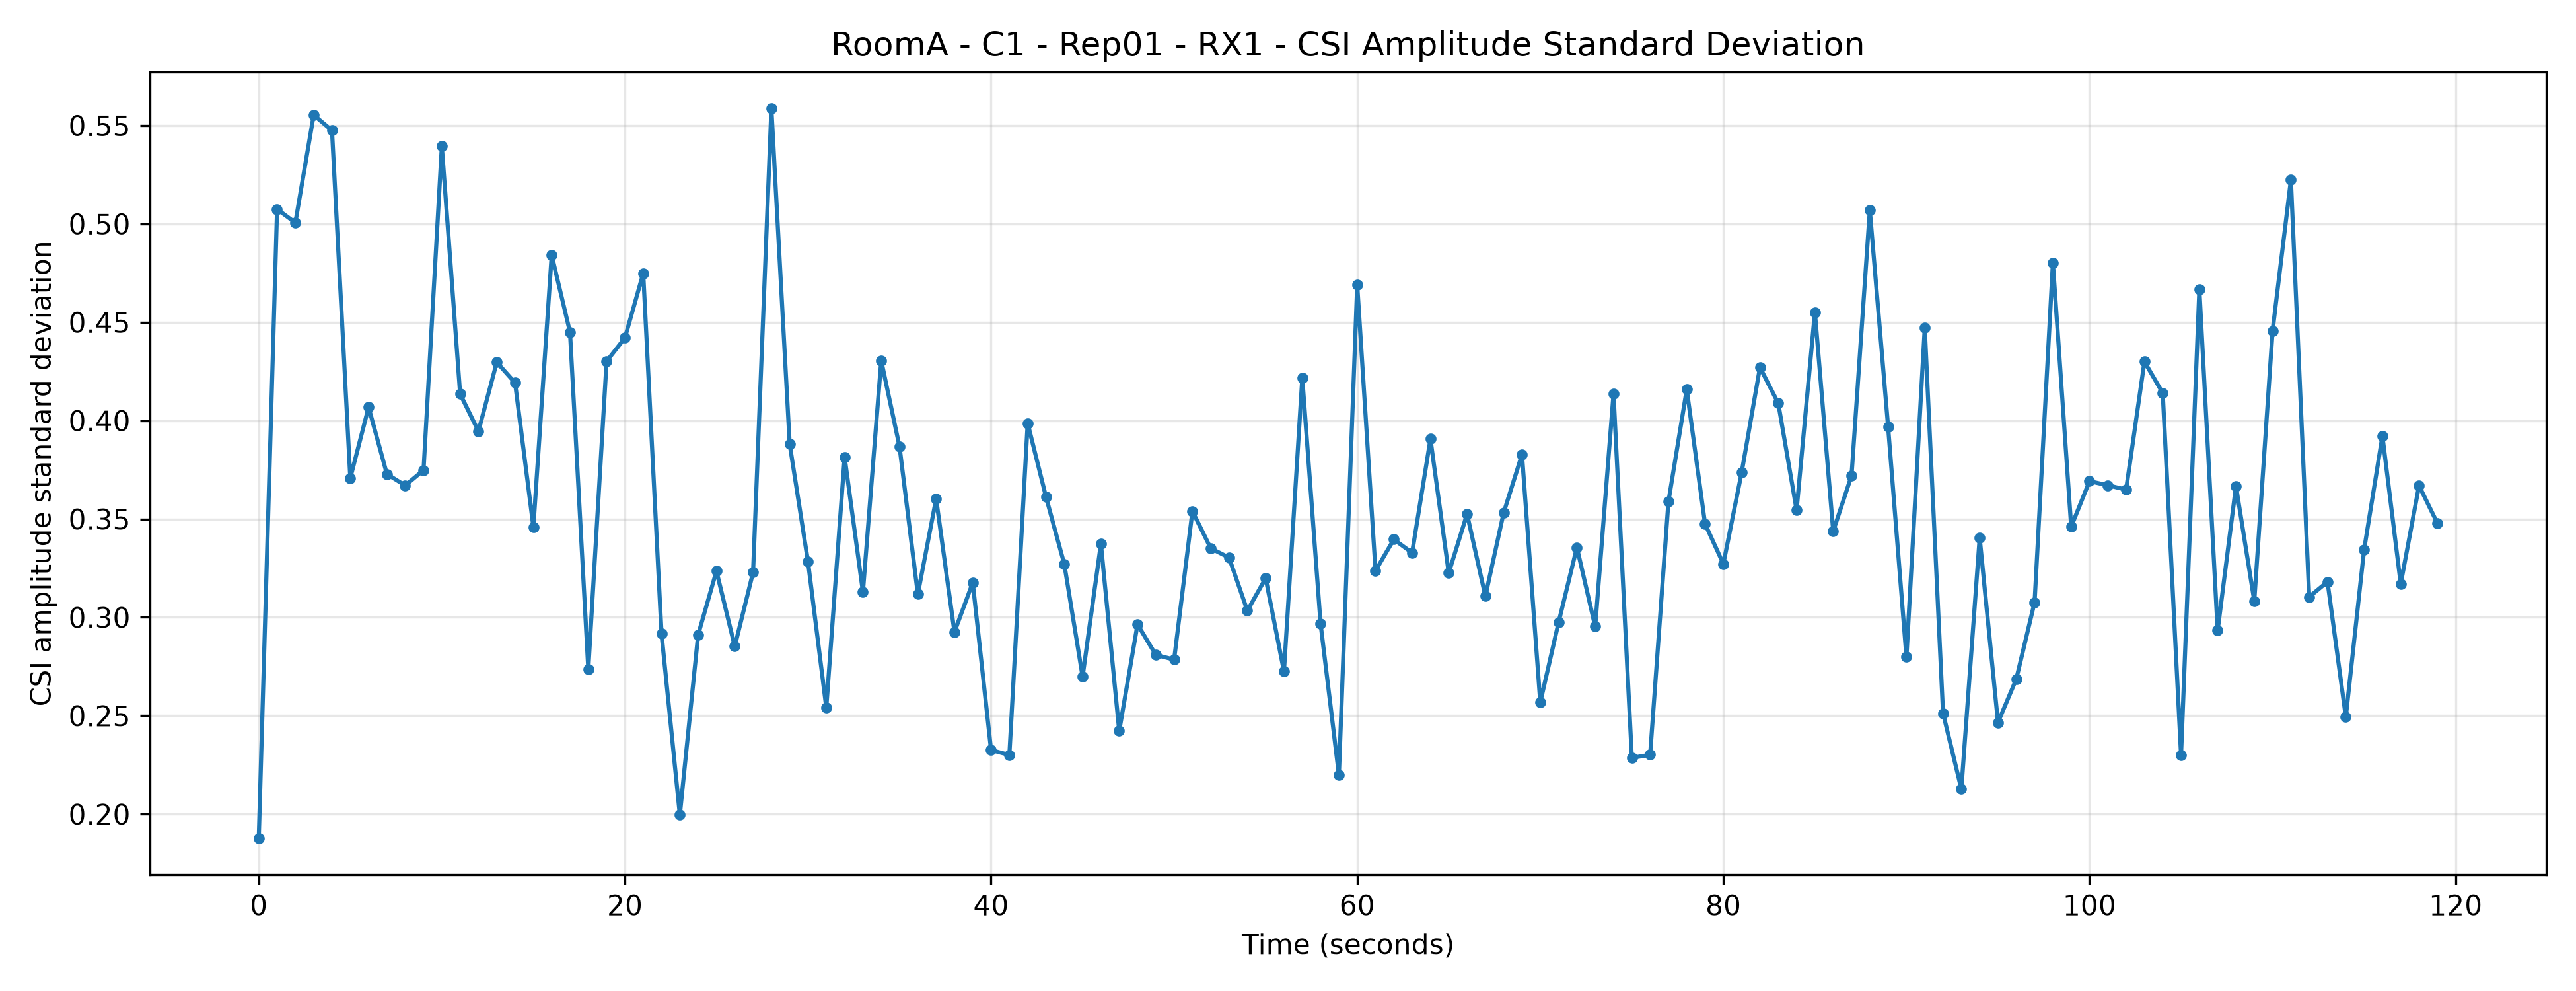 RoomA - C1 - Rep01 - RX1 - CSI Amplitude Standard Deviation
CSI amplitude standard deviation
0.55
0.50
0.45
0.40
0.35
0.30
0.25
0.20
0 20 40 60 80 100 120
Time (seconds)